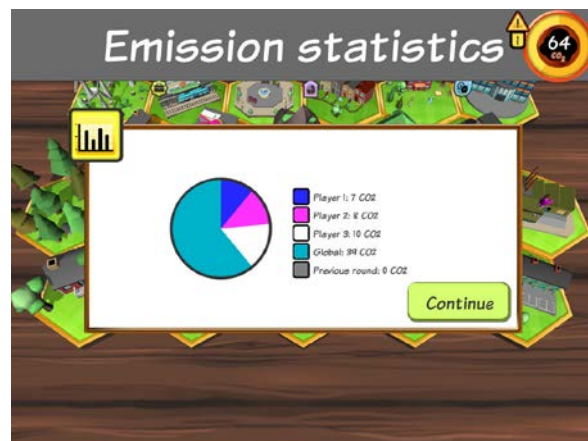 Emission statistics
64
CO2
Player 1: 7 CO2
Player 2: 8 CO2
Player 3: 10 CO2
Global: 39 CO2
Previous round: 0 CO2
Continue